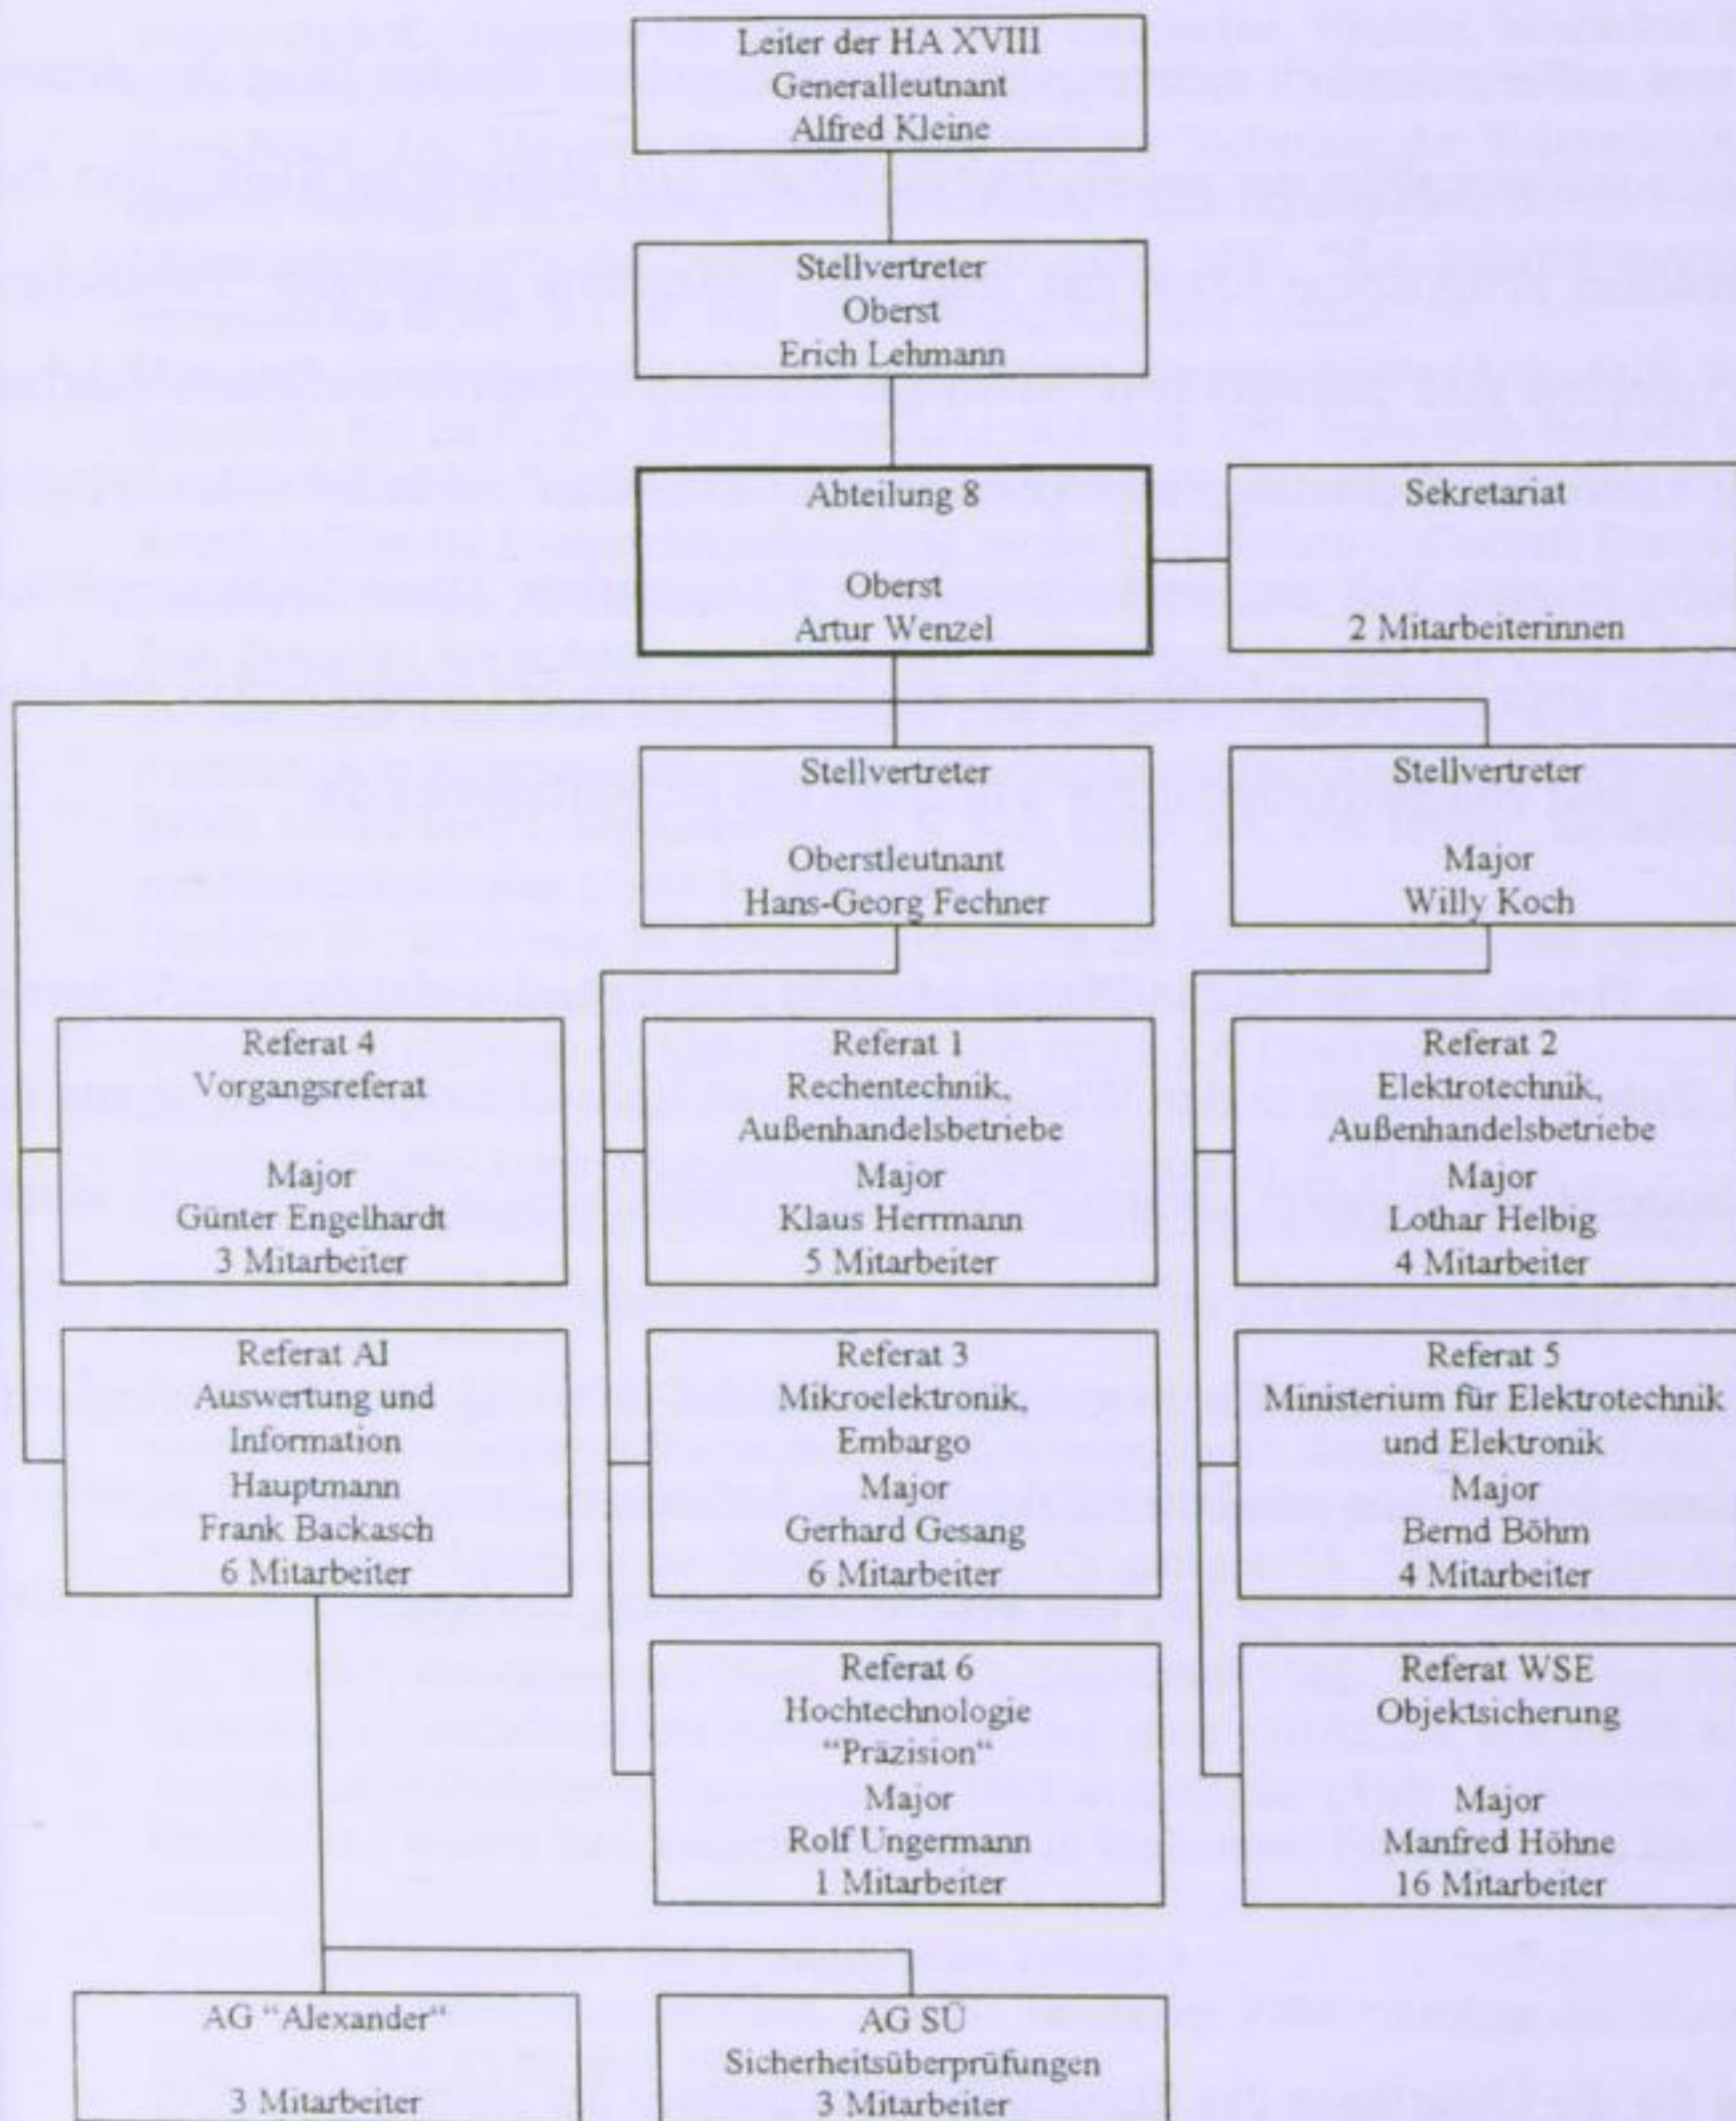 Leiter der HA XVIII
Generalleutnant
Alfred Kleine
Stellvertreter
Oberst
Erich Lehmann
Abteilung 8
Oberst
Artur Wenzel
Sekretariat
2 Mitarbeiterinnen
Stellvertreter
Oberstleutnant
Hans-Georg Fechner
Stellvertreter
Major
Willy Koch
Referat 4
Vorgangsreferat
Major
Günter Engelhardt
3 Mitarbeiter
Referat 1
Rechentechnik,
Außenhandelsbetriebe
Major
Klaus Herrmann
5 Mitarbeiter
Referat 2
Elektrotechnik,
Außenhandelsbetriebe
Major
Lothar Helbig
4 Mitarbeiter
Referat AI
Auswertung und
Information
Hauptmann
Frank Backasch
6 Mitarbeiter
Referat 3
Mikroelektronik,
Embargo
Major
Gerhard Gesang
6 Mitarbeiter
Referat 5
Ministerium für Elektrotechnik
und Elektronik
Major
Bernd Böhm
4 Mitarbeiter
Referat 6
Hochtechnologie
“Präzision“
Major
Rolf Ungermann
1 Mitarbeiter
Referat WSE
Objektsicherung
Major
Manfred Höhne
16 Mitarbeiter
AG “Alexander“
3 Mitarbeiter
AG SÜ
Sicherheitsüberprüfungen
3 Mitarbeiter